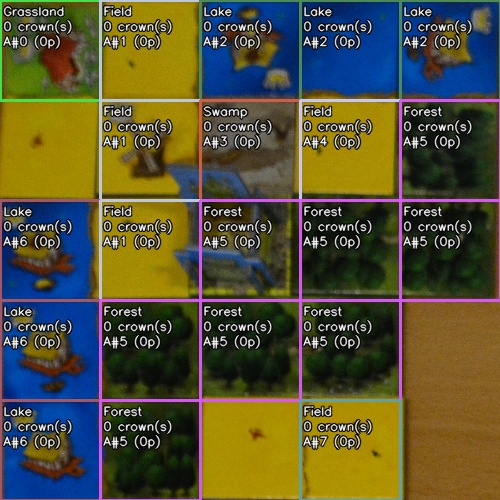 Grassland
0 crown(s)
A#0 (0p)
Field
0 crown(s)
A#1 (0p)
Lake
0 crown(s)
A#2 (0p)
Lake
0 crown(s)
A#2 (0p)
Lake
0 crown(s)
A#2 (0p)
Field
0 crown(s)
A#1 (0p)
Swamp
0 crown(s)
A#3 (0p)
Field
0 crown(s)
A#4 (0p)
Forest
0 crown(s)
A#5 (0p)
Lake
0 crown(s)
A#6 (0p)
Field
0 crown(s)
A#1 (0p)
Forest
0 crown(s)
A#5 (0p)
Forest
0 crown(s)
A#5 (0p)
Forest
0 crown(s)
A#5 (0p)
Lake
0 crown(s)
A#6 (0p)
Forest
0 crown(s)
A#5 (0p)
Forest
0 crown(s)
A#5 (0p)
Forest
0 crown(s)
A#5 (0p)
Lake
0 crown(s)
A#6 (0p)
Forest
0 crown(s)
A#5 (0p)
Field
0 crown(s)
A#7 (0p)